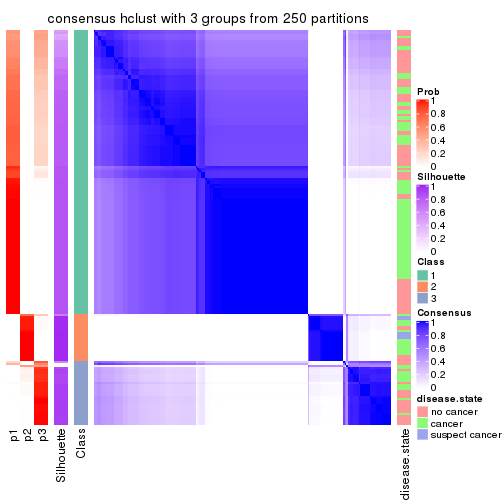 consensus hclust with 3 groups from 250 partitions
Prob
1
0.8
0.6
0.4
0.2
0
Silhouette
1
0.8
0.6
0.4
0.2
0
Class
1
2
3
Consensus
1
0.8
0.6
0.4
0.2
0
disease.state
no cancer
cancer
suspect cancer
p1
p2
p3
Silhouette
Class
disease.state